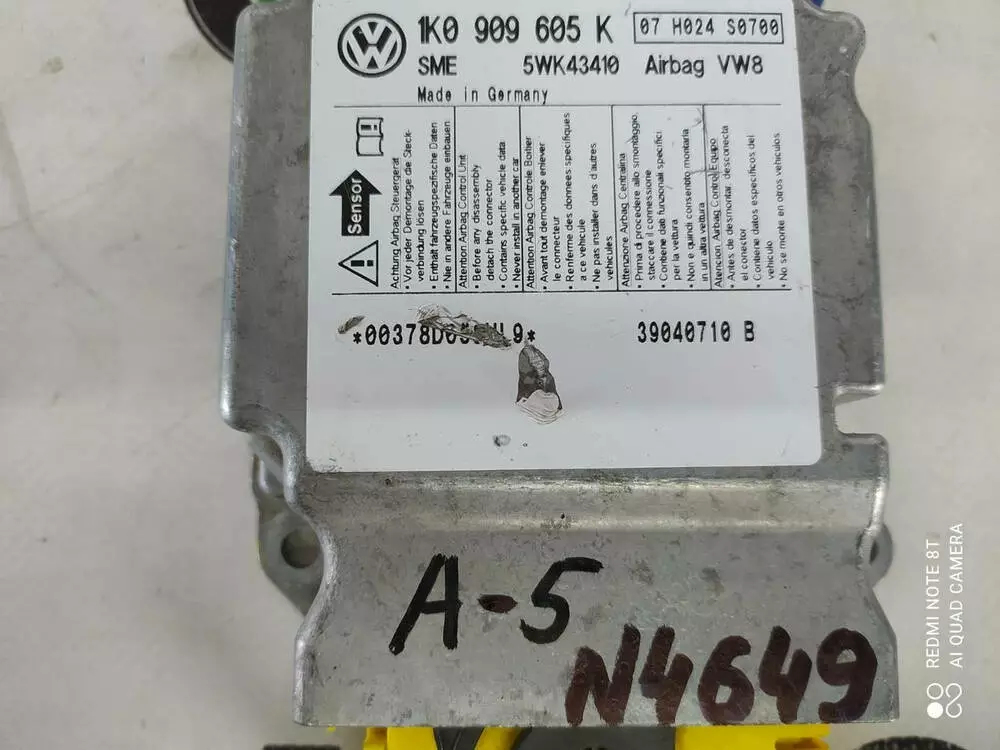 1K0 909 605 K
07 H024 S0700
SME 5WK43410 Airbag VW8
Made in Germany
Sensor
Achtung Airbag Steuergerät
• Vor jeder Demontage die Steck-
verbindung lösen
• Enthält fahrzeugspezifische Daten
• Nie in andere Fahrzeuge einbauen
Attention Airbag Control Unit
• Before any disassembly
detach the connector
• Contains specific vehicle data
• Never install in another car
Attention Airbag Controle Boitier
• Avant tout demontage enlever
le connecteur
• Renferme des donnees specifiques
a ce vehicule
• Ne pas installer dans d'autres
vehicules
Attenzione Airbag Centralina
• Prima di procedere allo smontaggio,
staccare il connessione
• Contiene dati funzionali specifici
per la vettura
• Non e quindi consentito montarla
in un altra vettura
Atencion Airbag Control Equipo
• Antes de desmontar, desconecta
el conector
• Contiene datos especificos del
vehiculo
• No se monte en otros vehiculos
39040710 B
A-5
N4649
REDMI NOTE 8T
AI QUAD CAMERA